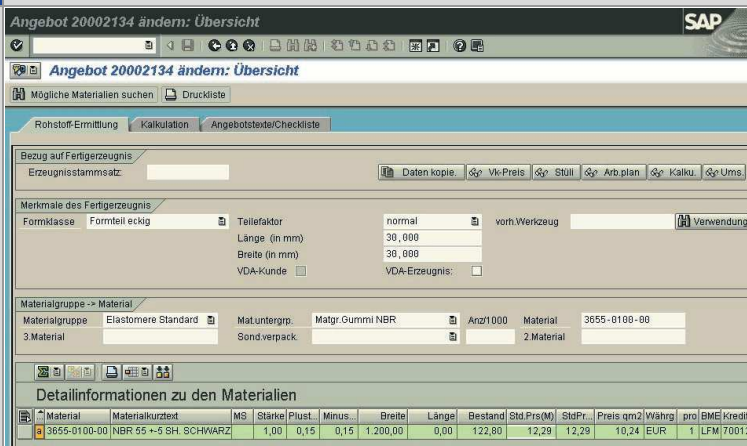 Angebot 20002134 ändern: Übersicht
SAP
Angebot 20002134 ändern: Übersicht
Mögliche Materialien suchen Druckliste
Rohstoff-Ermittlung Kalkulation Angebotstexte/Checkliste
Bezug auf Fertigerzeugnis
Erzeugnisstammsatz: Daten kopie. Vk-Preis Stüli Arb.plan Kalku. Ums.
Merkmale des Fertigerzeugnis
Formklasse Formteil eckig Teilefaktor normal vorh.Werkzeug Verwendung
Länge (in mm) 30,000
Breite (in mm) 30,000
VDA-Kunde VDA-Erzeugnis:
Materialgruppe -> Material
Materialgruppe Elastomere Standard Mat.untergrp. Matgr.Gummi NBR Anz/1000 Material 3655-0100-00
3.Material Sond.verpack. 2.Material
Detailinformationen zu den Materialien
Material Materialkurztext MS Stärke Plust... Minus... Breite Länge Bestand Std.Prs(M) StdPr... Preis qm2 Währg pro BME Kredit
a 3655-0100-00 NBR 55 +-5 SH. SCHWARZ 1,00 0,15 0,15 1.200,00 0,00 122,80 12,29 12,29 10,24 EUR 1 LFM 7001